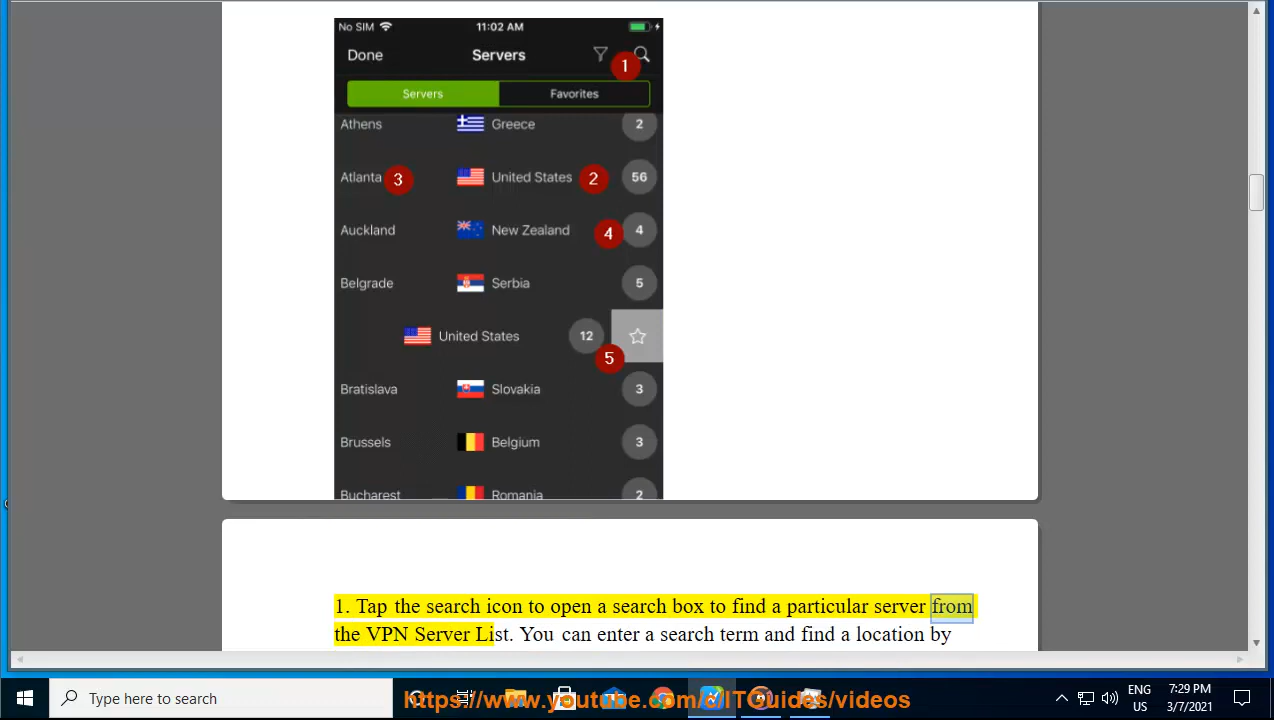 No SIM 11:02 AM
Done Servers
1
Servers Favorites
Athens Greece 2
Atlanta 3 United States 2 56
Auckland New Zealand 4 4
Belgrade Serbia 5
United States 12
5
Bratislava Slovakia 3
Brussels Belgium 3
Bucharest Romania 2
1. Tap the search icon to open a search box to find a particular server from
the VPN Server List. You can enter a search term and find a location by
Type here to search
https://www.youtube.com/c/ITGuides/videos
ENG
US
7:29 PM
3/7/2021